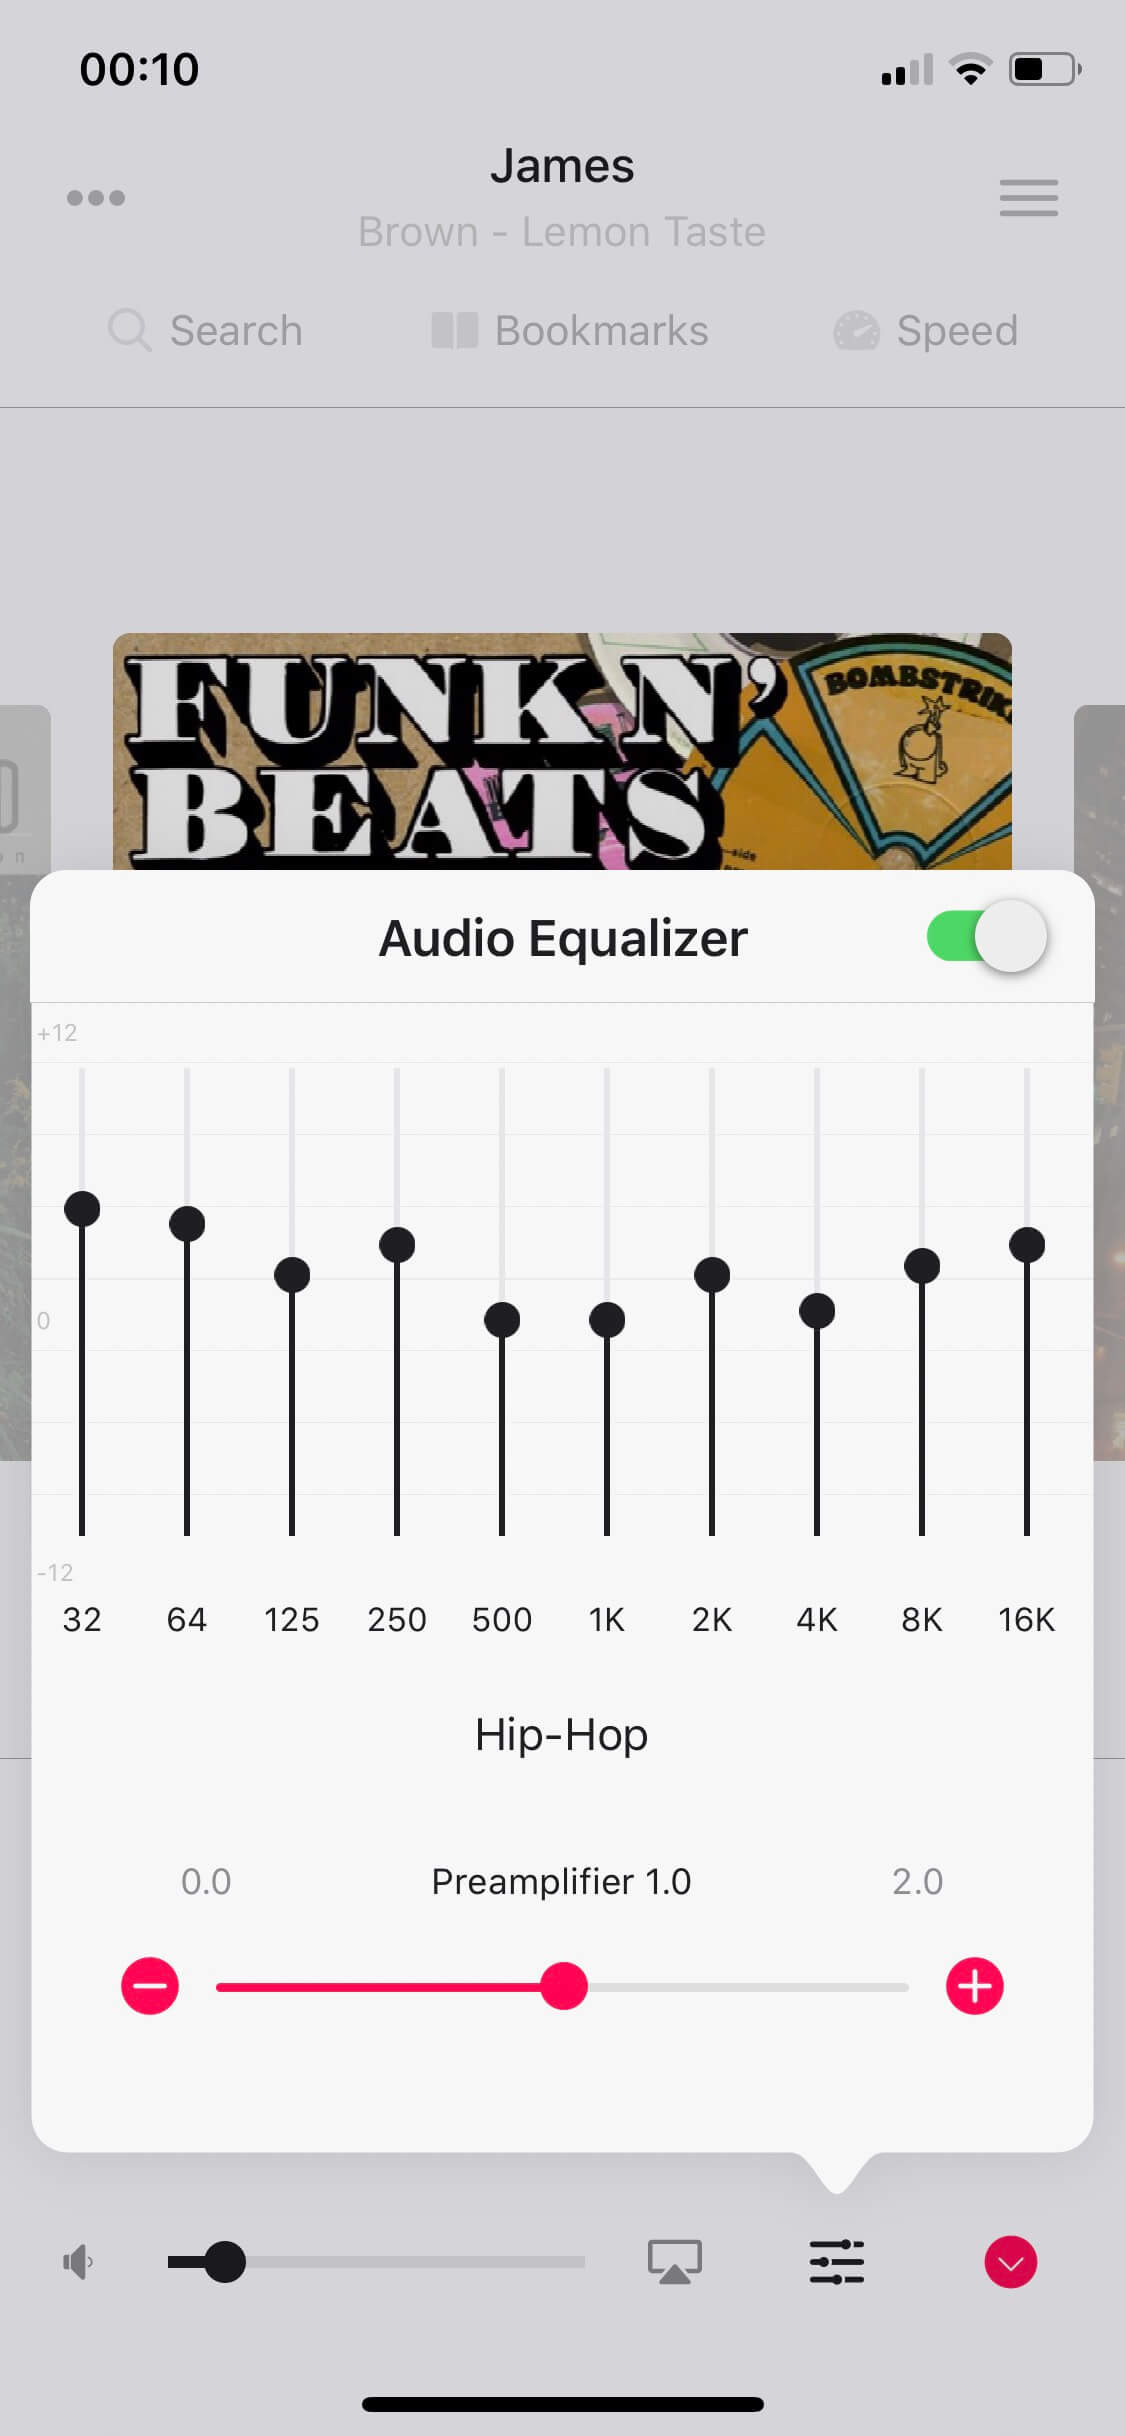 00:10
James
Brown - Lemon Taste
Search
Bookmarks
Speed
FUNK N'
BEATS
side
Audio Equalizer
+12
0
-12
32 64 125 250 500 1K 2K 4K 8K 16K
Hip-Hop
0.0 Preamplifier 1.0 2.0